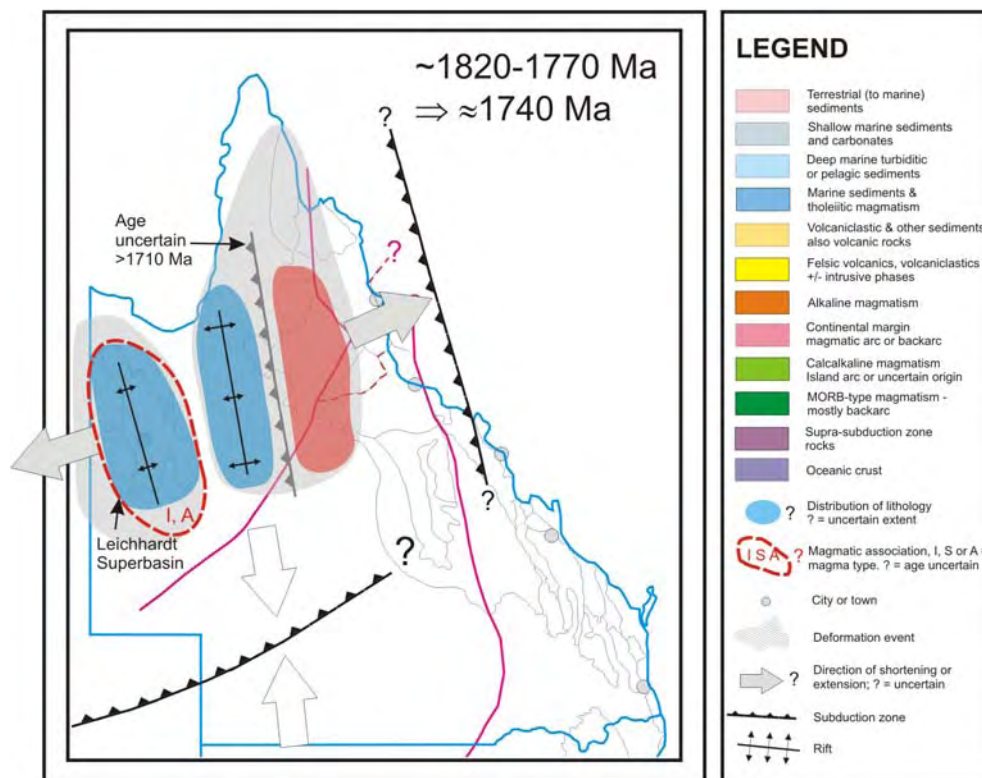 ~1820-1770 Ma
⇒ ≈1740 Ma
?
Age
uncertain
>1710 Ma
?
I, A
Leichhardt
Superbasin
?
?
LEGEND
Terrestrial (to marine)
sediments
Shallow marine sediments
and carbonates
Deep marine turbiditic
or pelagic sediments
Marine sediments &
tholeiitic magmatism
Volcaniclastic & other sediments
also volcanic rocks
Felsic volcanics, volcaniclastics
+/- intrusive phases
Alkaline magmatism
Continental margin
magmatic arc or backarc
Calcalkaline magmatism
Island arc or uncertain origin
MORB-type magmatism -
mostly backarc
Supra-subduction zone
rocks
Oceanic crust
? Distribution of lithology
? = uncertain extent
I S A ? Magmatic association, I, S or A =
magma type. ? = age uncertain
City or town
Deformation event
? Direction of shortening or
extension; ? = uncertain
Subduction zone
Rift